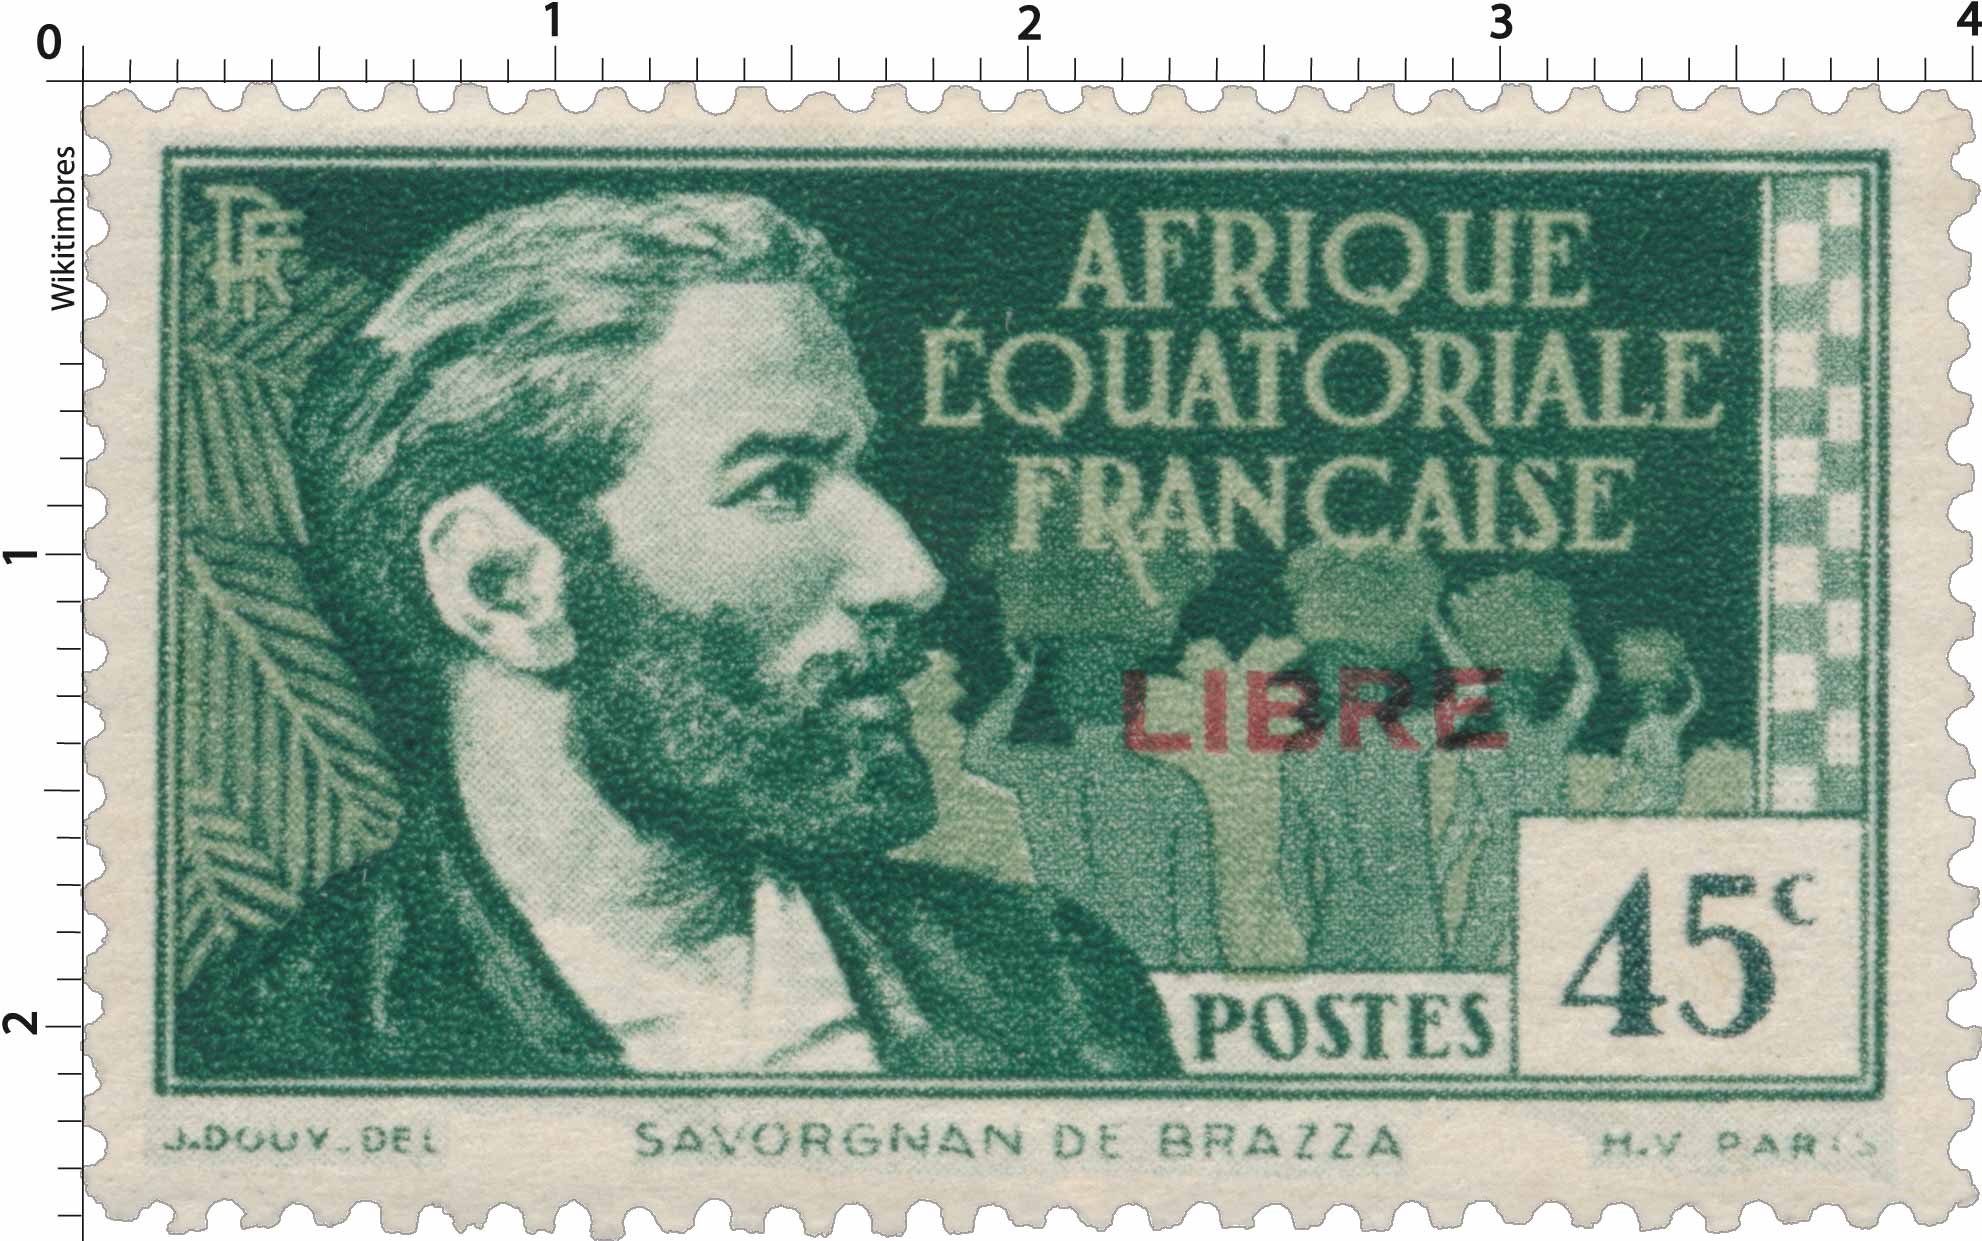 0 1 2 3 4
Wikitimbres
RF
AFRIQUE
ÉQUATORIALE
FRANCAISE
1
LIBRE
45c
2
POSTES
J.DOUY.DEL SAVORGNAN DE BRAZZA H.V PARIS